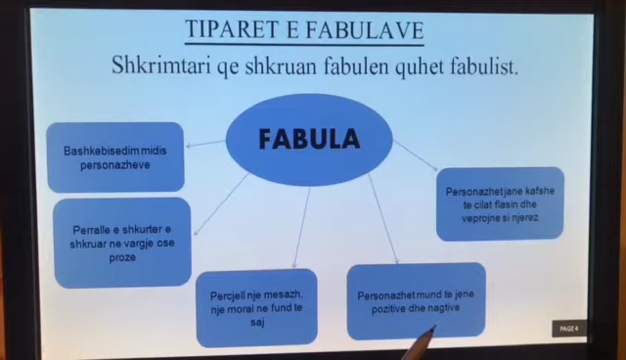 TIPARET E FABULAVE
Shkrimtari qe shkruan fabulen quhet fabulist.
FABULA
Bashkebisedim midis
personazheve
Perralle e shkurter e
shkruar ne vargje ose
proze
Percjell nje mesazh,
nje moral ne fund te
saj
Personazhet mund te jene
pozitive dhe nagtive
Personazhet jane kafshe
te cilat flasin dhe
veprojne si njerez
PAGE 4